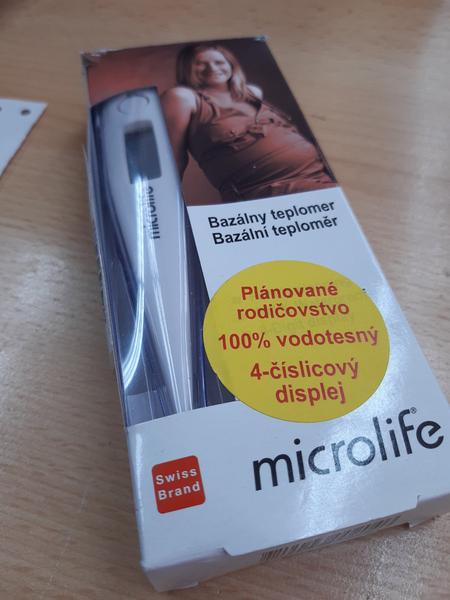 microlife
Bazálny teplomer
Bazální teploměr
Plánované
rodičovstvo
100% vodotesný
4-číslicový
displej
microlife®
Swiss
Brand